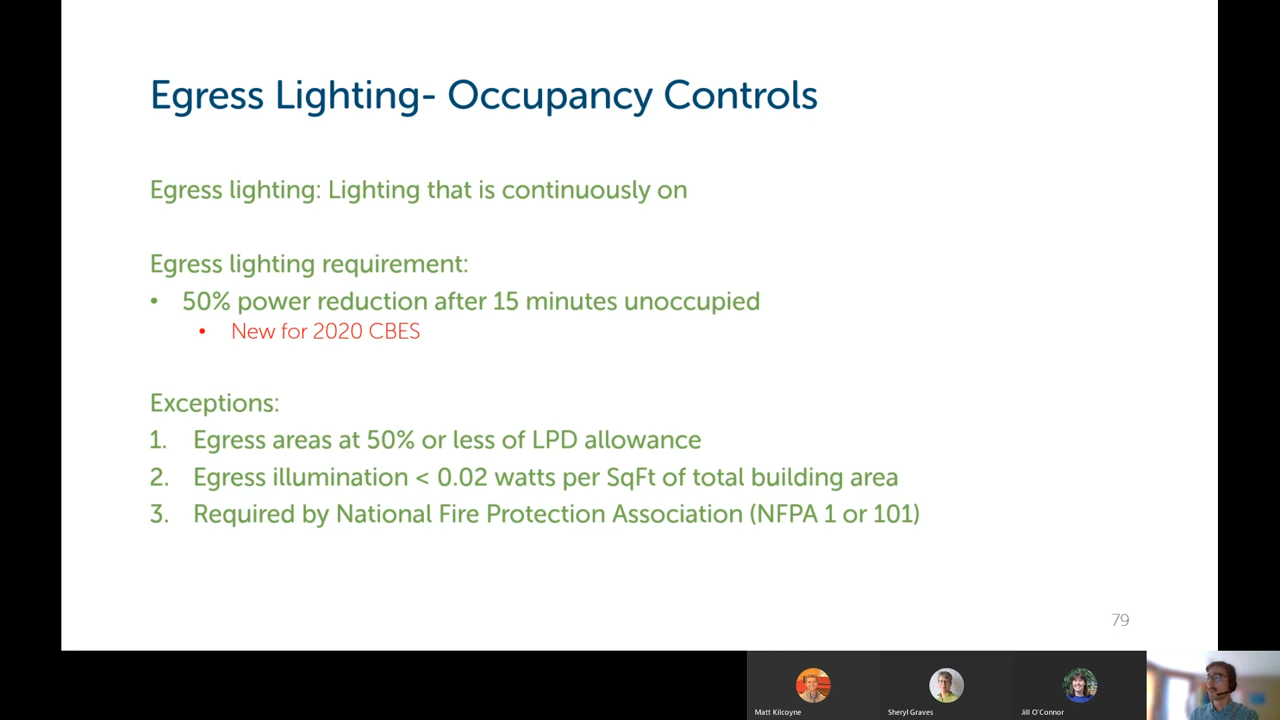 Egress Lighting- Occupancy Controls
Egress lighting: Lighting that is continuously on
Egress lighting requirement:
• 50% power reduction after 15 minutes unoccupied
• New for 2020 CBES
Exceptions:
1. Egress areas at 50% or less of LPD allowance
2. Egress illumination < 0.02 watts per SqFt of total building area
3. Required by National Fire Protection Association (NFPA 1 or 101)
79
Matt Kilcoyne
Sheryl Graves
Jill O'Connor